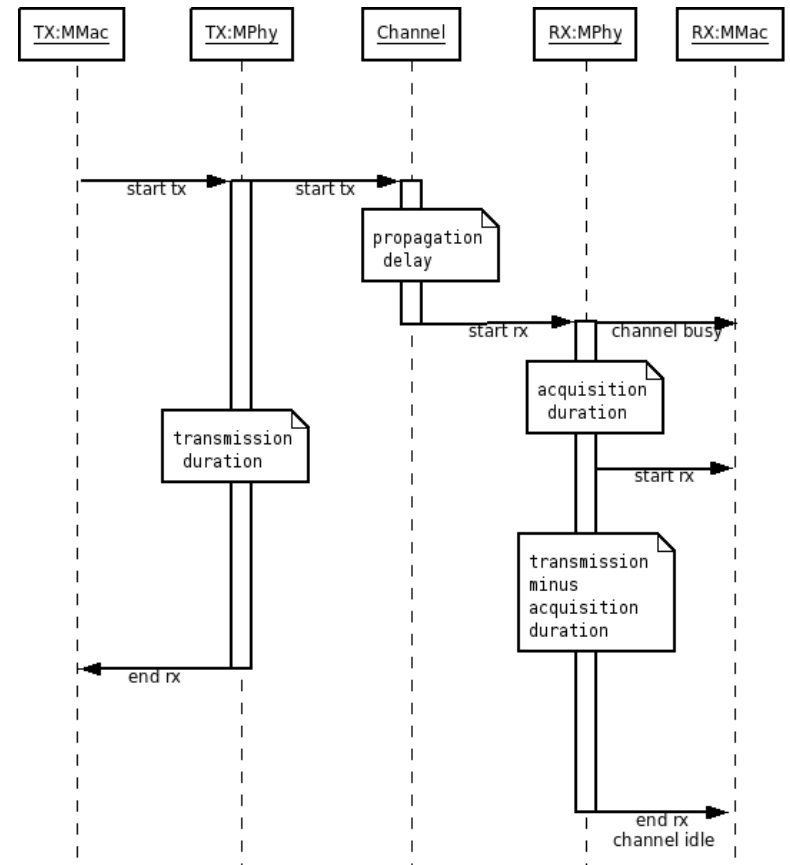 TX:MMac
TX:MPhy
Channel
RX:MPhy
RX:MMac
start tx
start tx
propagation
delay
start rx
channel busy
acquisition
duration
transmission
duration
start rx
transmission
minus
acquisition
duration
end rx
end rx
channel idle